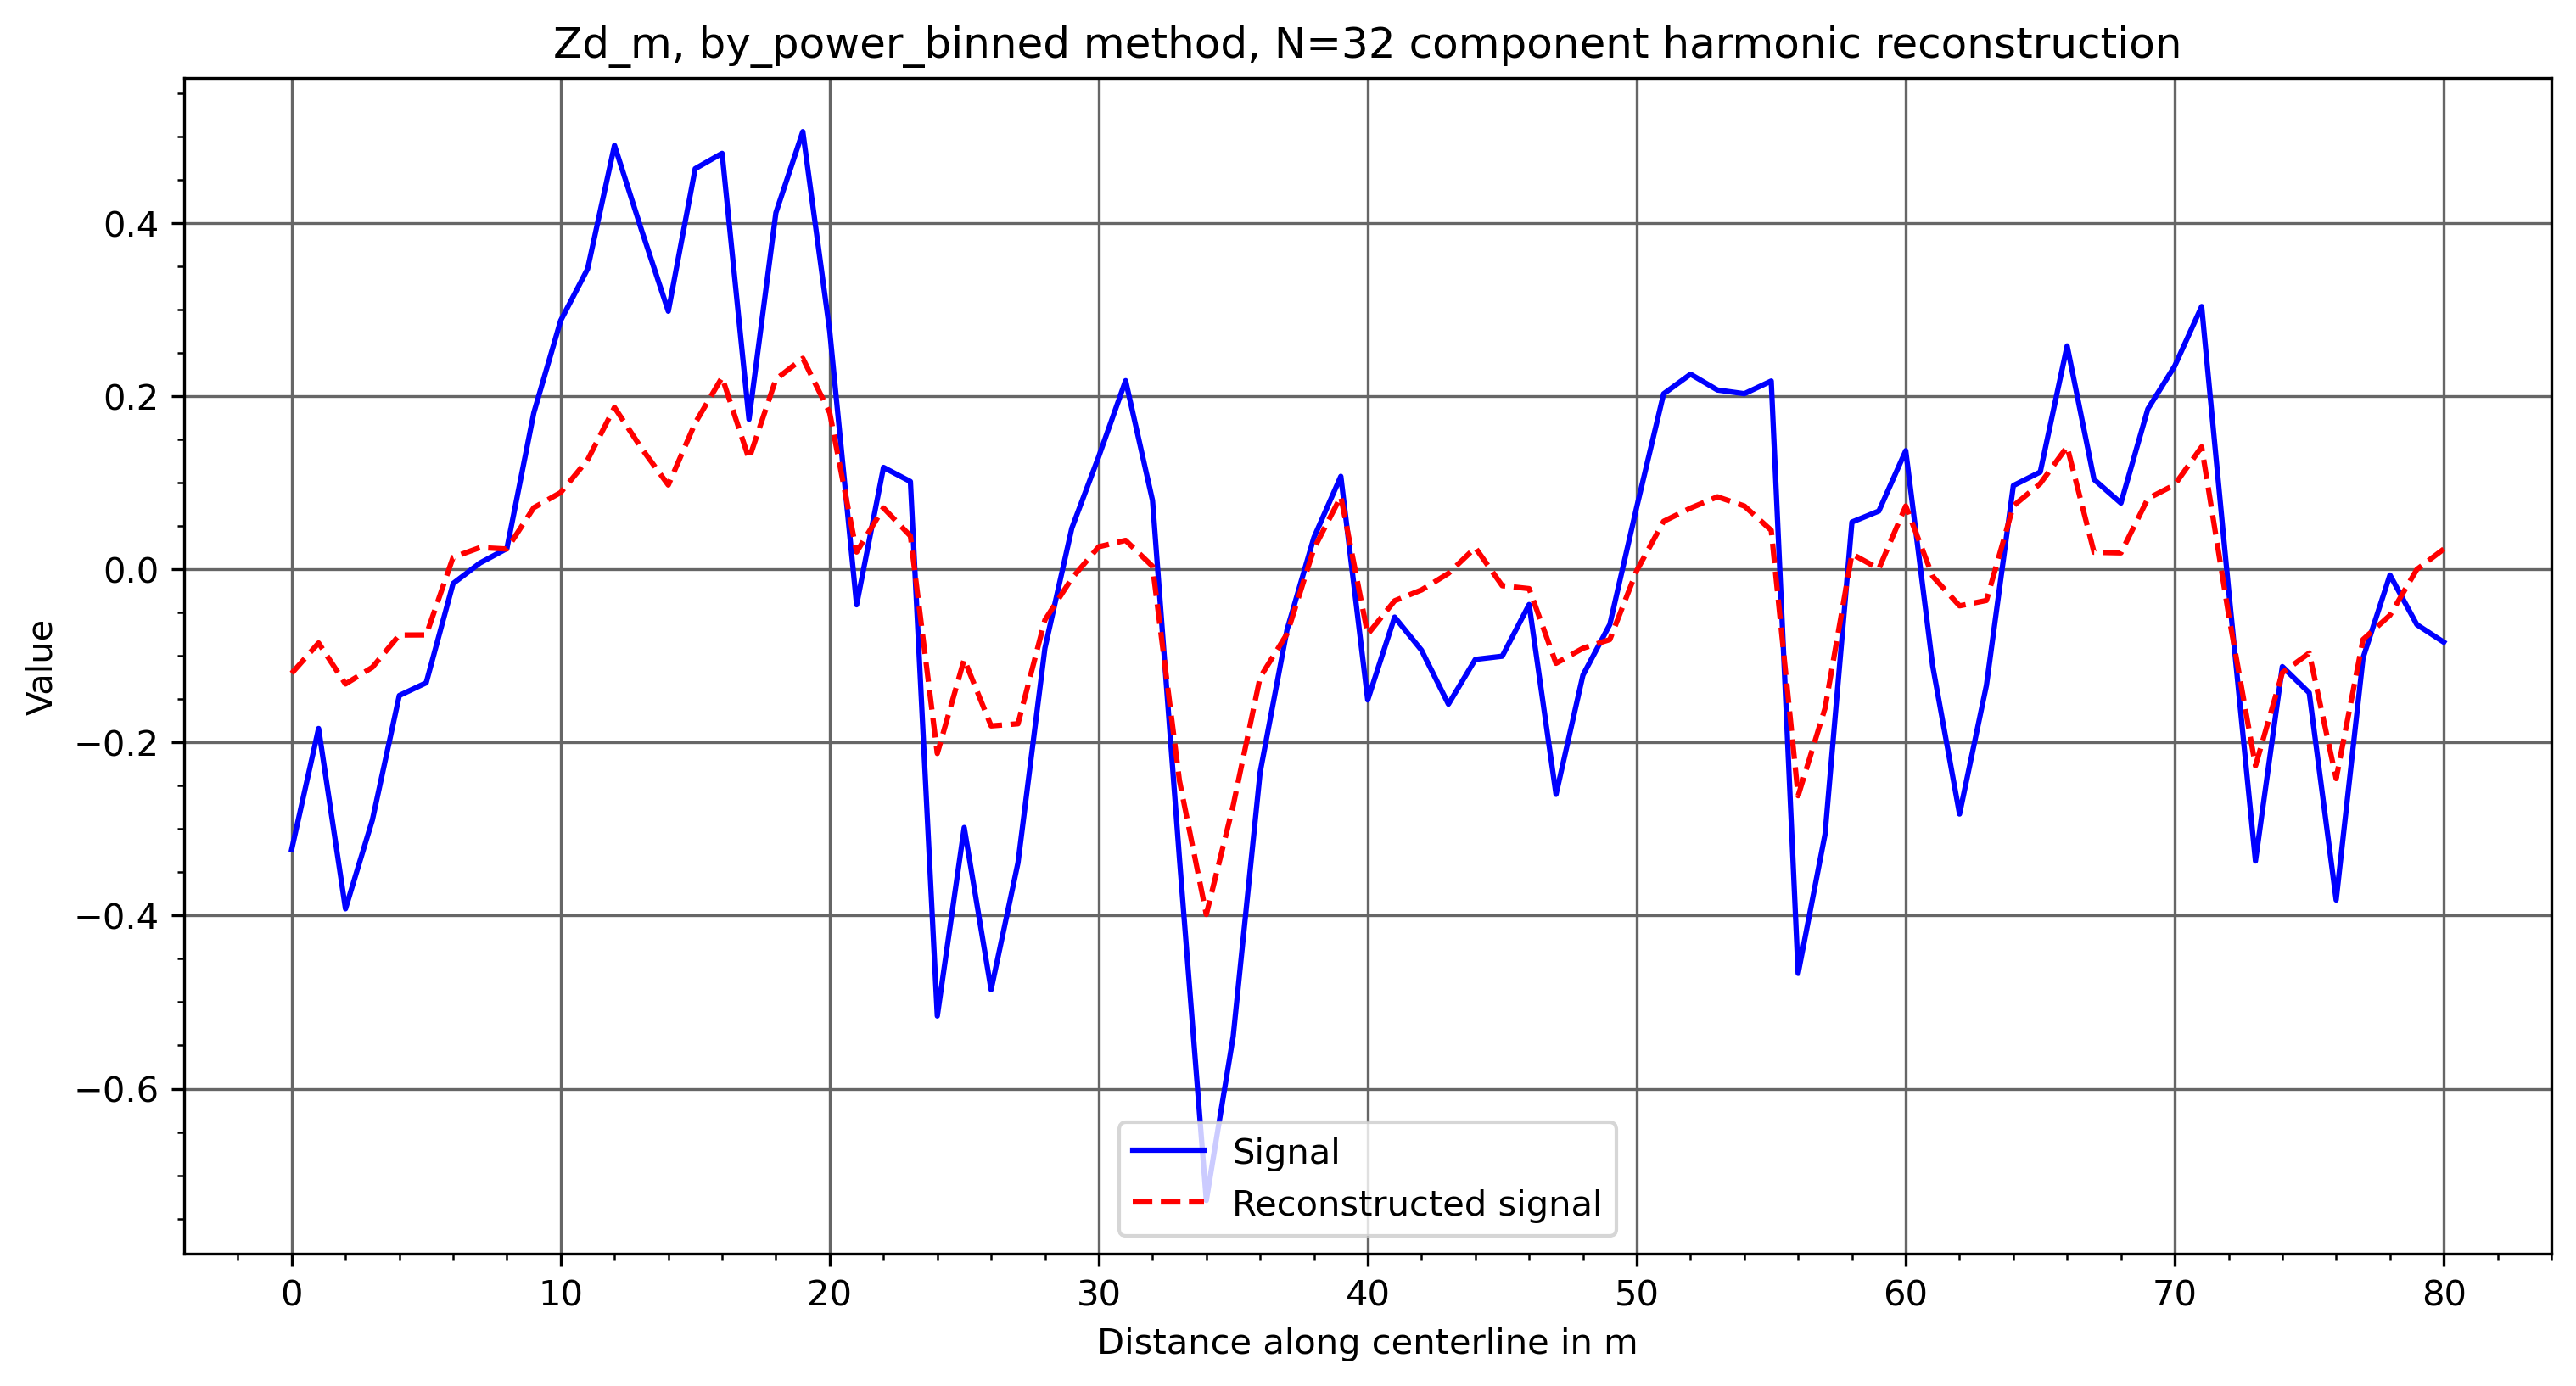 Zd_m, by_power_binned method, N=32 component harmonic reconstruction
Value
0.4
0.2
0.0
−0.2
−0.4
−0.6
Signal
Reconstructed signal
0 10 20 30 40 50 60 70 80
Distance along centerline in m